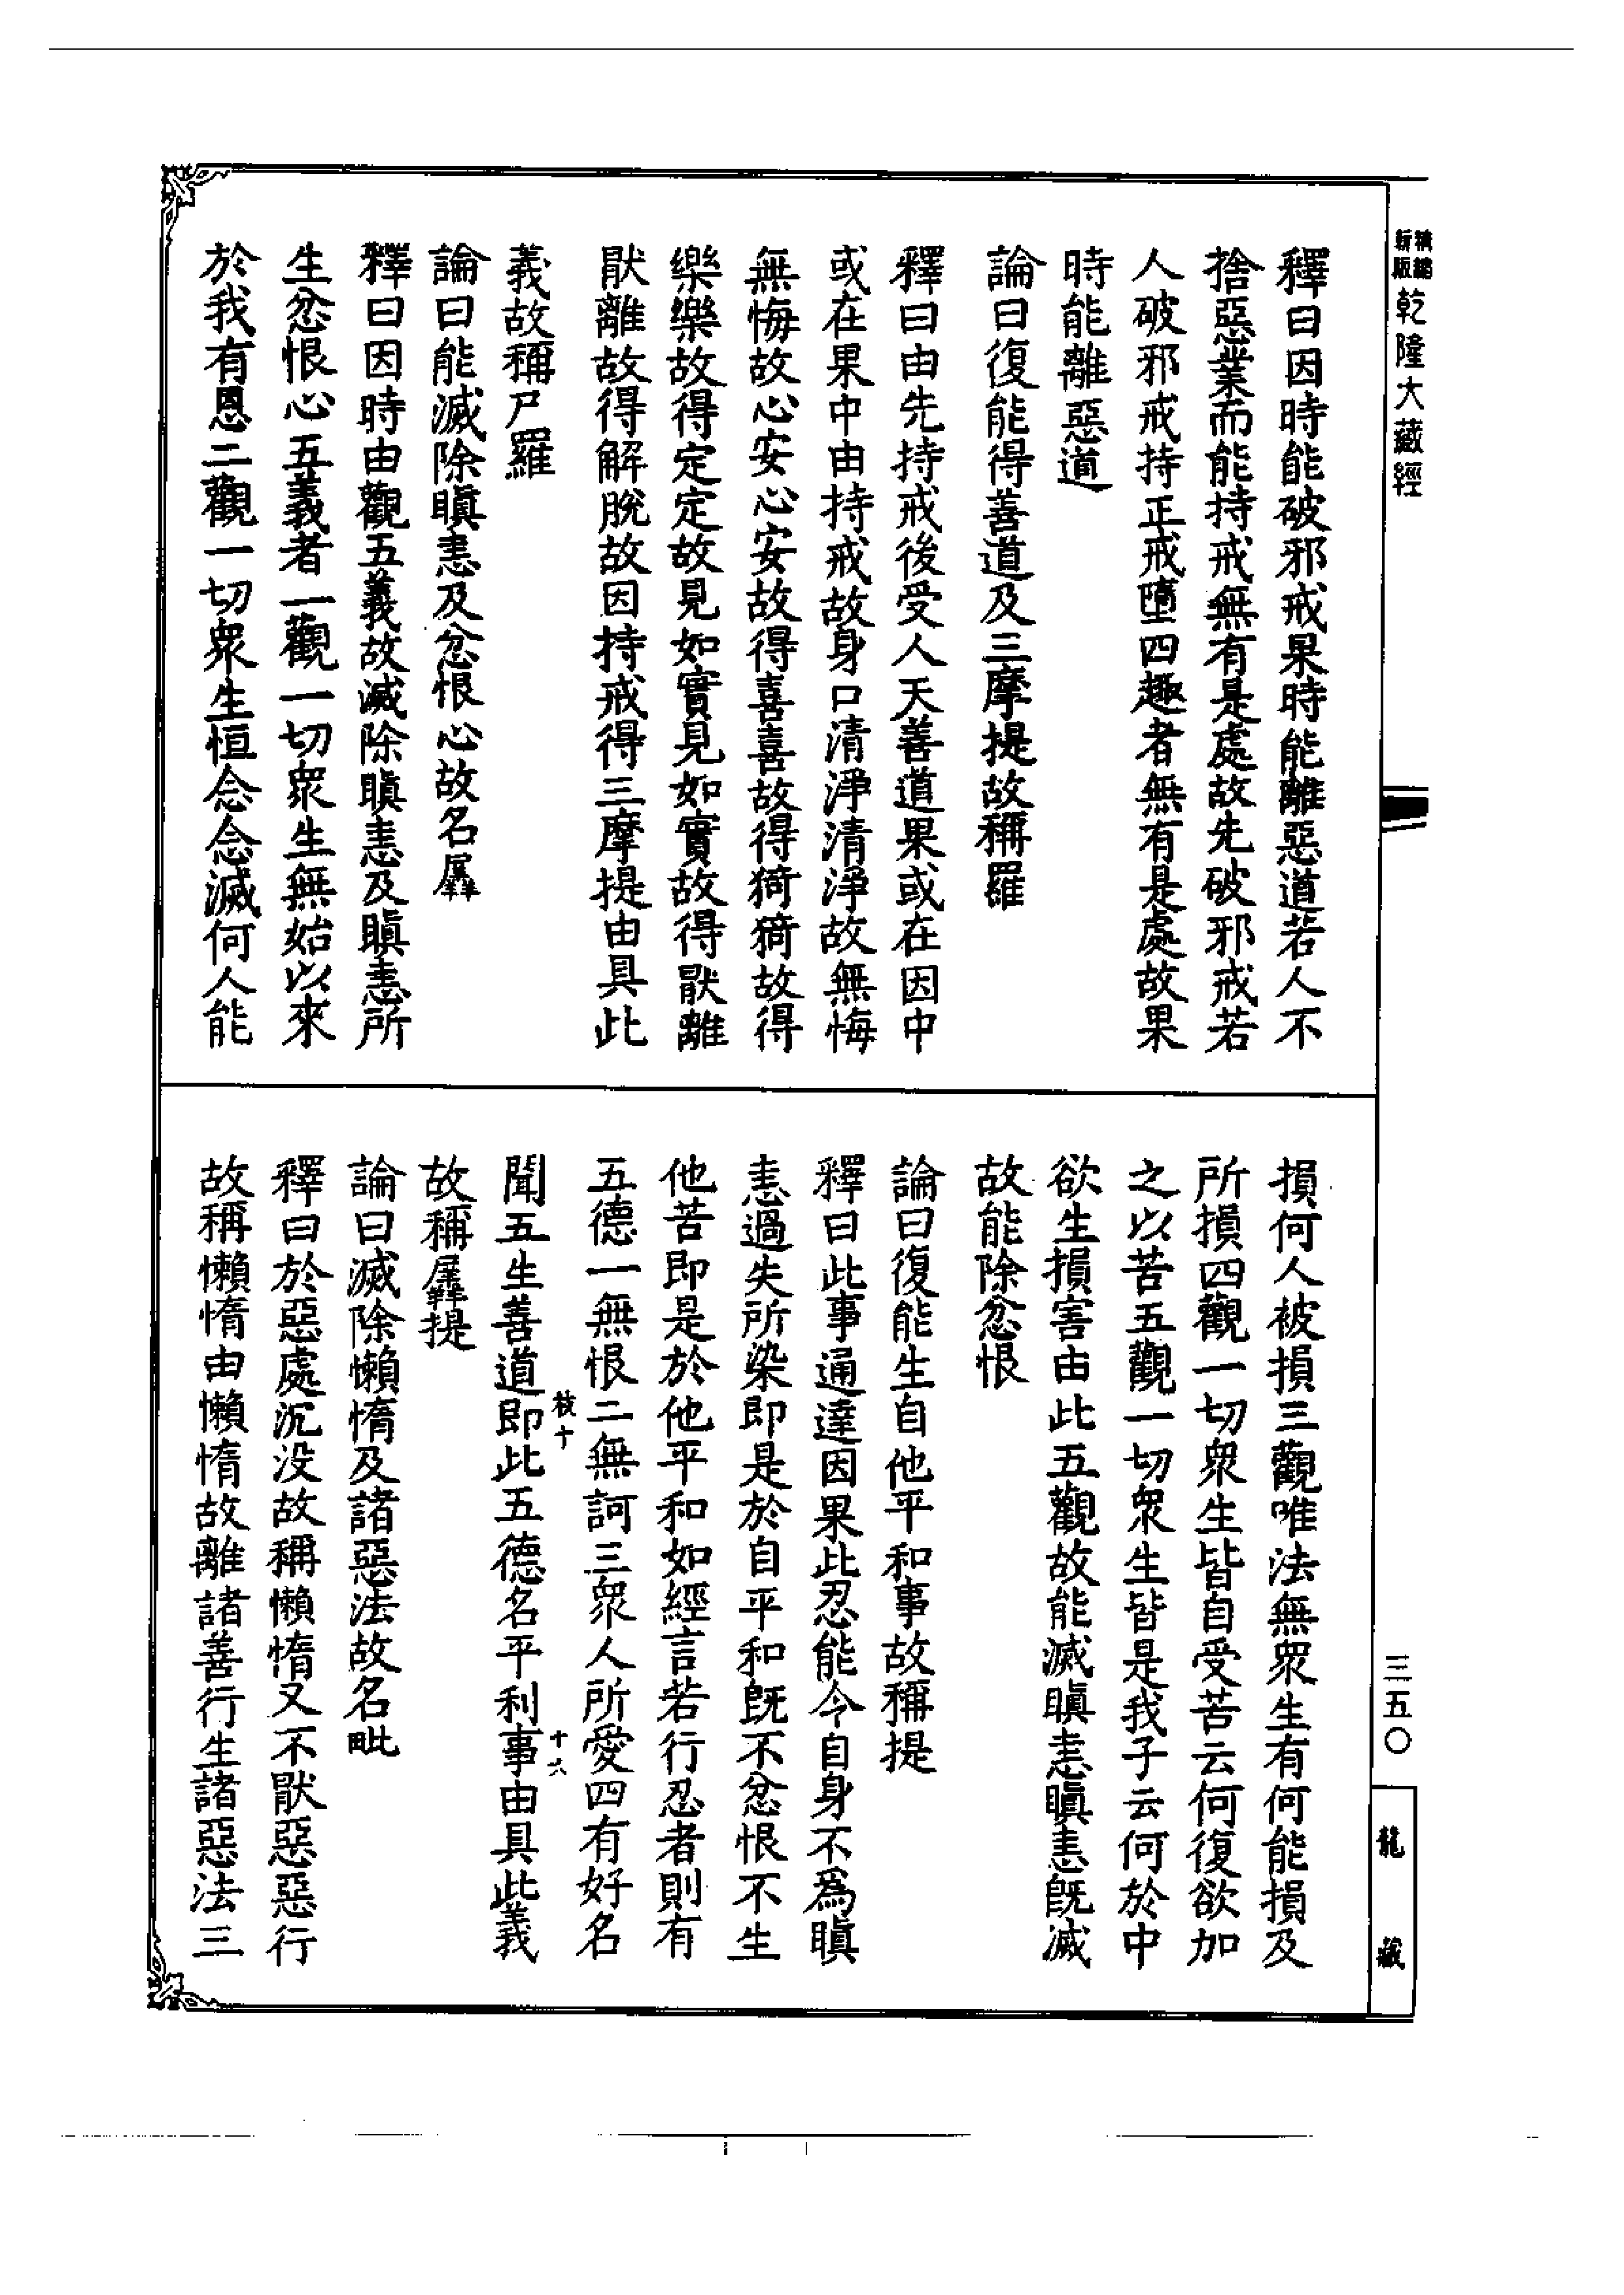 精縮
新版
乾隆大藏經
釋曰因時能破邪戒果時能離惡道若人不
捨惡業而能持戒無有是處故先破邪戒若
人破邪戒持正戒墮四趣者無有是處故果
時能離惡道
論曰復能得善道及三摩提故稱羅
釋曰由先持戒後受人天善道果或在因中
或在果中由持戒故身口清淨清淨故無悔
無悔故心安心安故得喜喜故得猗猗故得
樂樂故得定定故見如實見如實故得厭離
厭離故得解脫故因持戒得三摩提由具此
義故稱尸羅
論曰能滅除瞋恚及忿恨心故名羼
釋曰因時由觀五義故滅除瞋恚及瞋恚所
生忿恨心五義者一觀一切衆生無始以來
於我有恩二觀一切衆生恒念念滅何人能
損何人被損三觀唯法無衆生有何能損及
所損四觀一切衆生皆自受苦云何復欲加
之以苦五觀一切衆生皆是我子云何於中
欲生損害由此五觀故能滅瞋恚瞋恚旣滅
故能除忿恨
論曰復能生自他平和事故稱提
釋曰此事通達因果此忍能令自身不爲瞋
恚過失所染即是於自平和旣不忿恨不生
他苦即是於他平和如經言若行忍者則有
五德一無恨二無訶三衆人所愛四有好名
聞五生善道即此五德名平利事由具此義
枝十
十六
故稱羼提
論曰滅除懶惰及諸惡法故名毗
釋曰於惡處沉没故稱懶惰又不厭惡惡行
故稱懶惰由懶惰故離諸善行生諸惡法三
三五〇
龍藏